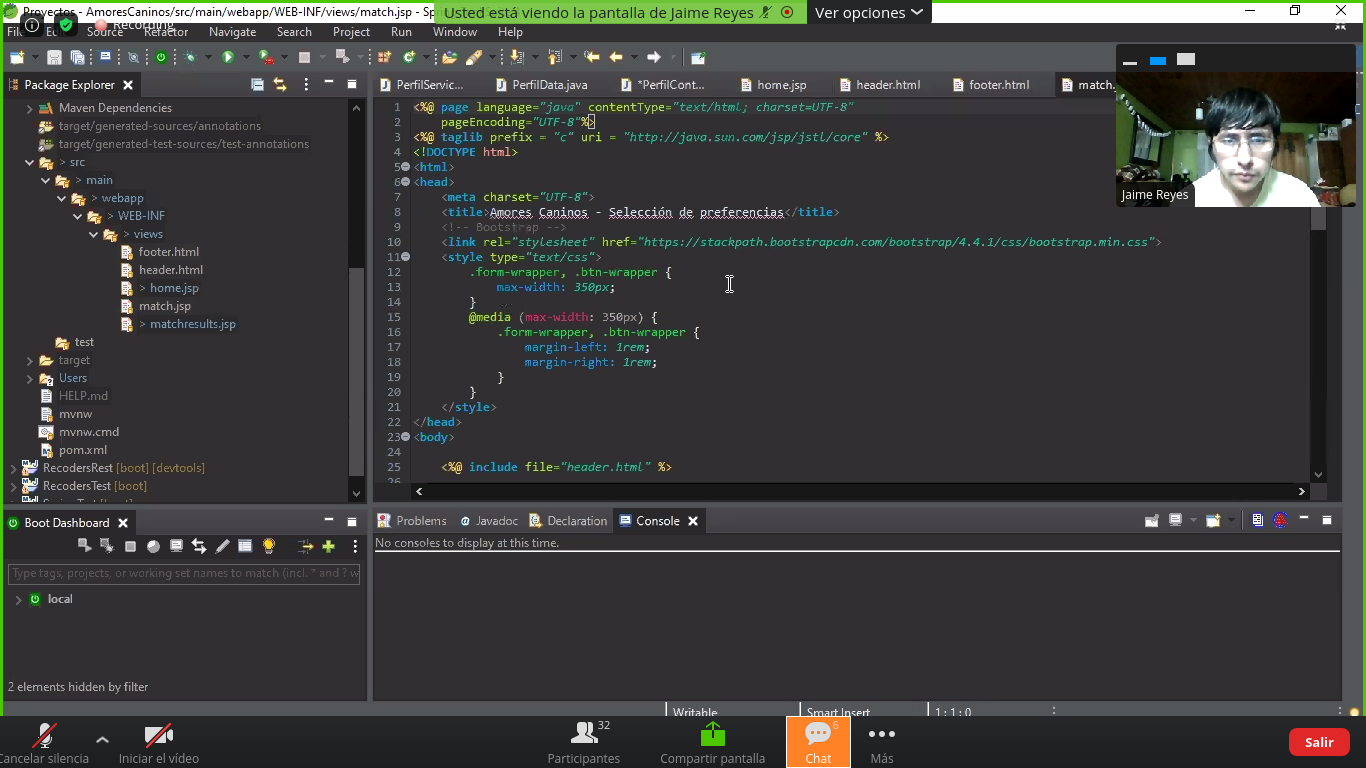 Proyectos - AmoresCaninos/src/main/webapp/WEB-INF/views/match.jsp - Sp
Usted está viendo la pantalla de Jaime Reyes
Ver opciones
Recording
Source Refactor Navigate Search Project Run Window Help
Package Explorer
PerfilServic...
PerfilData.java
*PerfilCont...
home.jsp
header.html
footer.html
match.
Maven Dependencies
target/generated-sources/annotations
target/generated-test-sources/test-annotations
> src
> main
> webapp
> WEB-INF
> views
footer.html
header.html
> home.jsp
match.jsp
> matchresults.jsp
test
target
Users
HELP.md
mvnw
mvnw.cmd
pom.xml
RecodersRest [boot] [devtools]
RecodersTest [boot]
1 <%@ page language="java" contentType="text/html; charset=UTF-8"
2 pageEncoding="UTF-8"%>
3 <%@ taglib prefix = "c" uri = "http://java.sun.com/jsp/jstl/core" %>
4 <!DOCTYPE html>
5 <html>
6 <head>
7 <meta charset="UTF-8">
8 <title>Amores Caninos - Selección de preferencias</title>
9 <!-- Bootstrap -->
10 <link rel="stylesheet" href="https://stackpath.bootstrapcdn.com/bootstrap/4.4.1/css/bootstrap.min.css">
11 <style type="text/css">
12 .form-wrapper, .btn-wrapper {
13 max-width: 350px;
14 }
15 @media (max-width: 350px) {
16 .form-wrapper, .btn-wrapper {
17 margin-left: 1rem;
18 margin-right: 1rem;
19 }
20 }
21 </style>
22 </head>
23 <body>
24
25 <%@ include file="header.html" %>
26
Jaime Reyes
Boot Dashboard
Type tags, projects, or working set names to match (incl. * and ? w
local
2 elements hidden by filter
Problems
Javadoc
Declaration
Console
No consoles to display at this time.
Writable
Smart Insert
1 : 1 : 0
Cancelar silencia
Iniciar el vídeo
32
Participantes
Compartir pantalla
6
Chat
Más
Salir